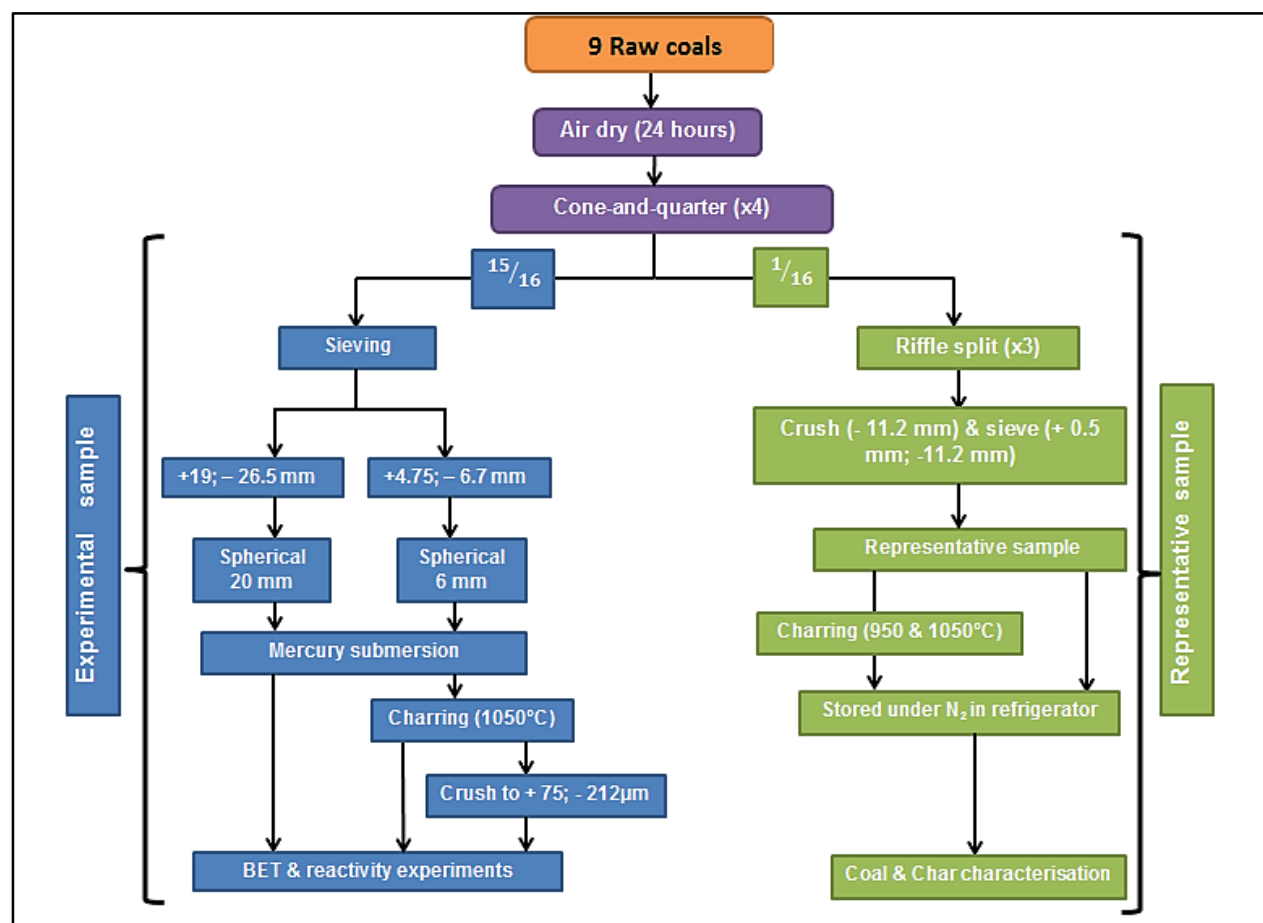 9 Raw coals
Air dry (24 hours)
Cone-and-quarter (x4)
15/16
1/16
Sieving
Riffle split (x3)
Experimental sample
Representative sample
Crush (- 11.2 mm) & sieve (+ 0.5
mm; -11.2 mm)
+19; – 26.5 mm
+4.75; – 6.7 mm
Spherical
20 mm
Spherical
6 mm
Representative sample
Mercury submersion
Charring (950 & 1050°C)
Charring (1050°C)
Stored under N₂ in refrigerator
Crush to + 75; - 212µm
BET & reactivity experiments
Coal & Char characterisation